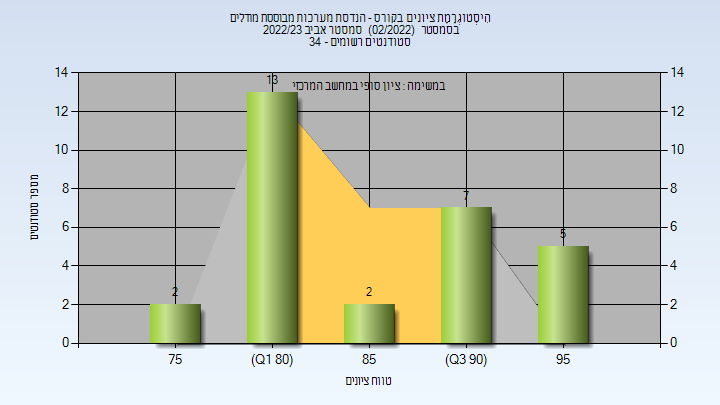 היסטוגרמת ציונים בקורס - הנדסת מערכות מבוססת מודלים
בסמסטר (02/2022) סמסטר אביב 2022/23
סטודנטים רשומים - 34
במשימה : ציון סופי במחשב המרכזי
14 14
12 12
10 10
8 8
6 6
4 4
2 2
0 0
מספר סטודנטים
2 13 2 7 5
75 (Q1 80) 85 (Q3 90) 95
טווח ציונים